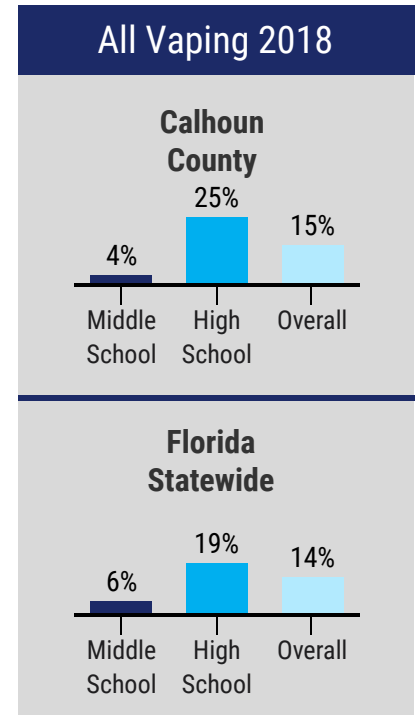 All Vaping 2018
Calhoun
County
25%
15%
4%
Middle
School
High
School
Overall
Florida
Statewide
19%
14%
6%
Middle
School
High
School
Overall